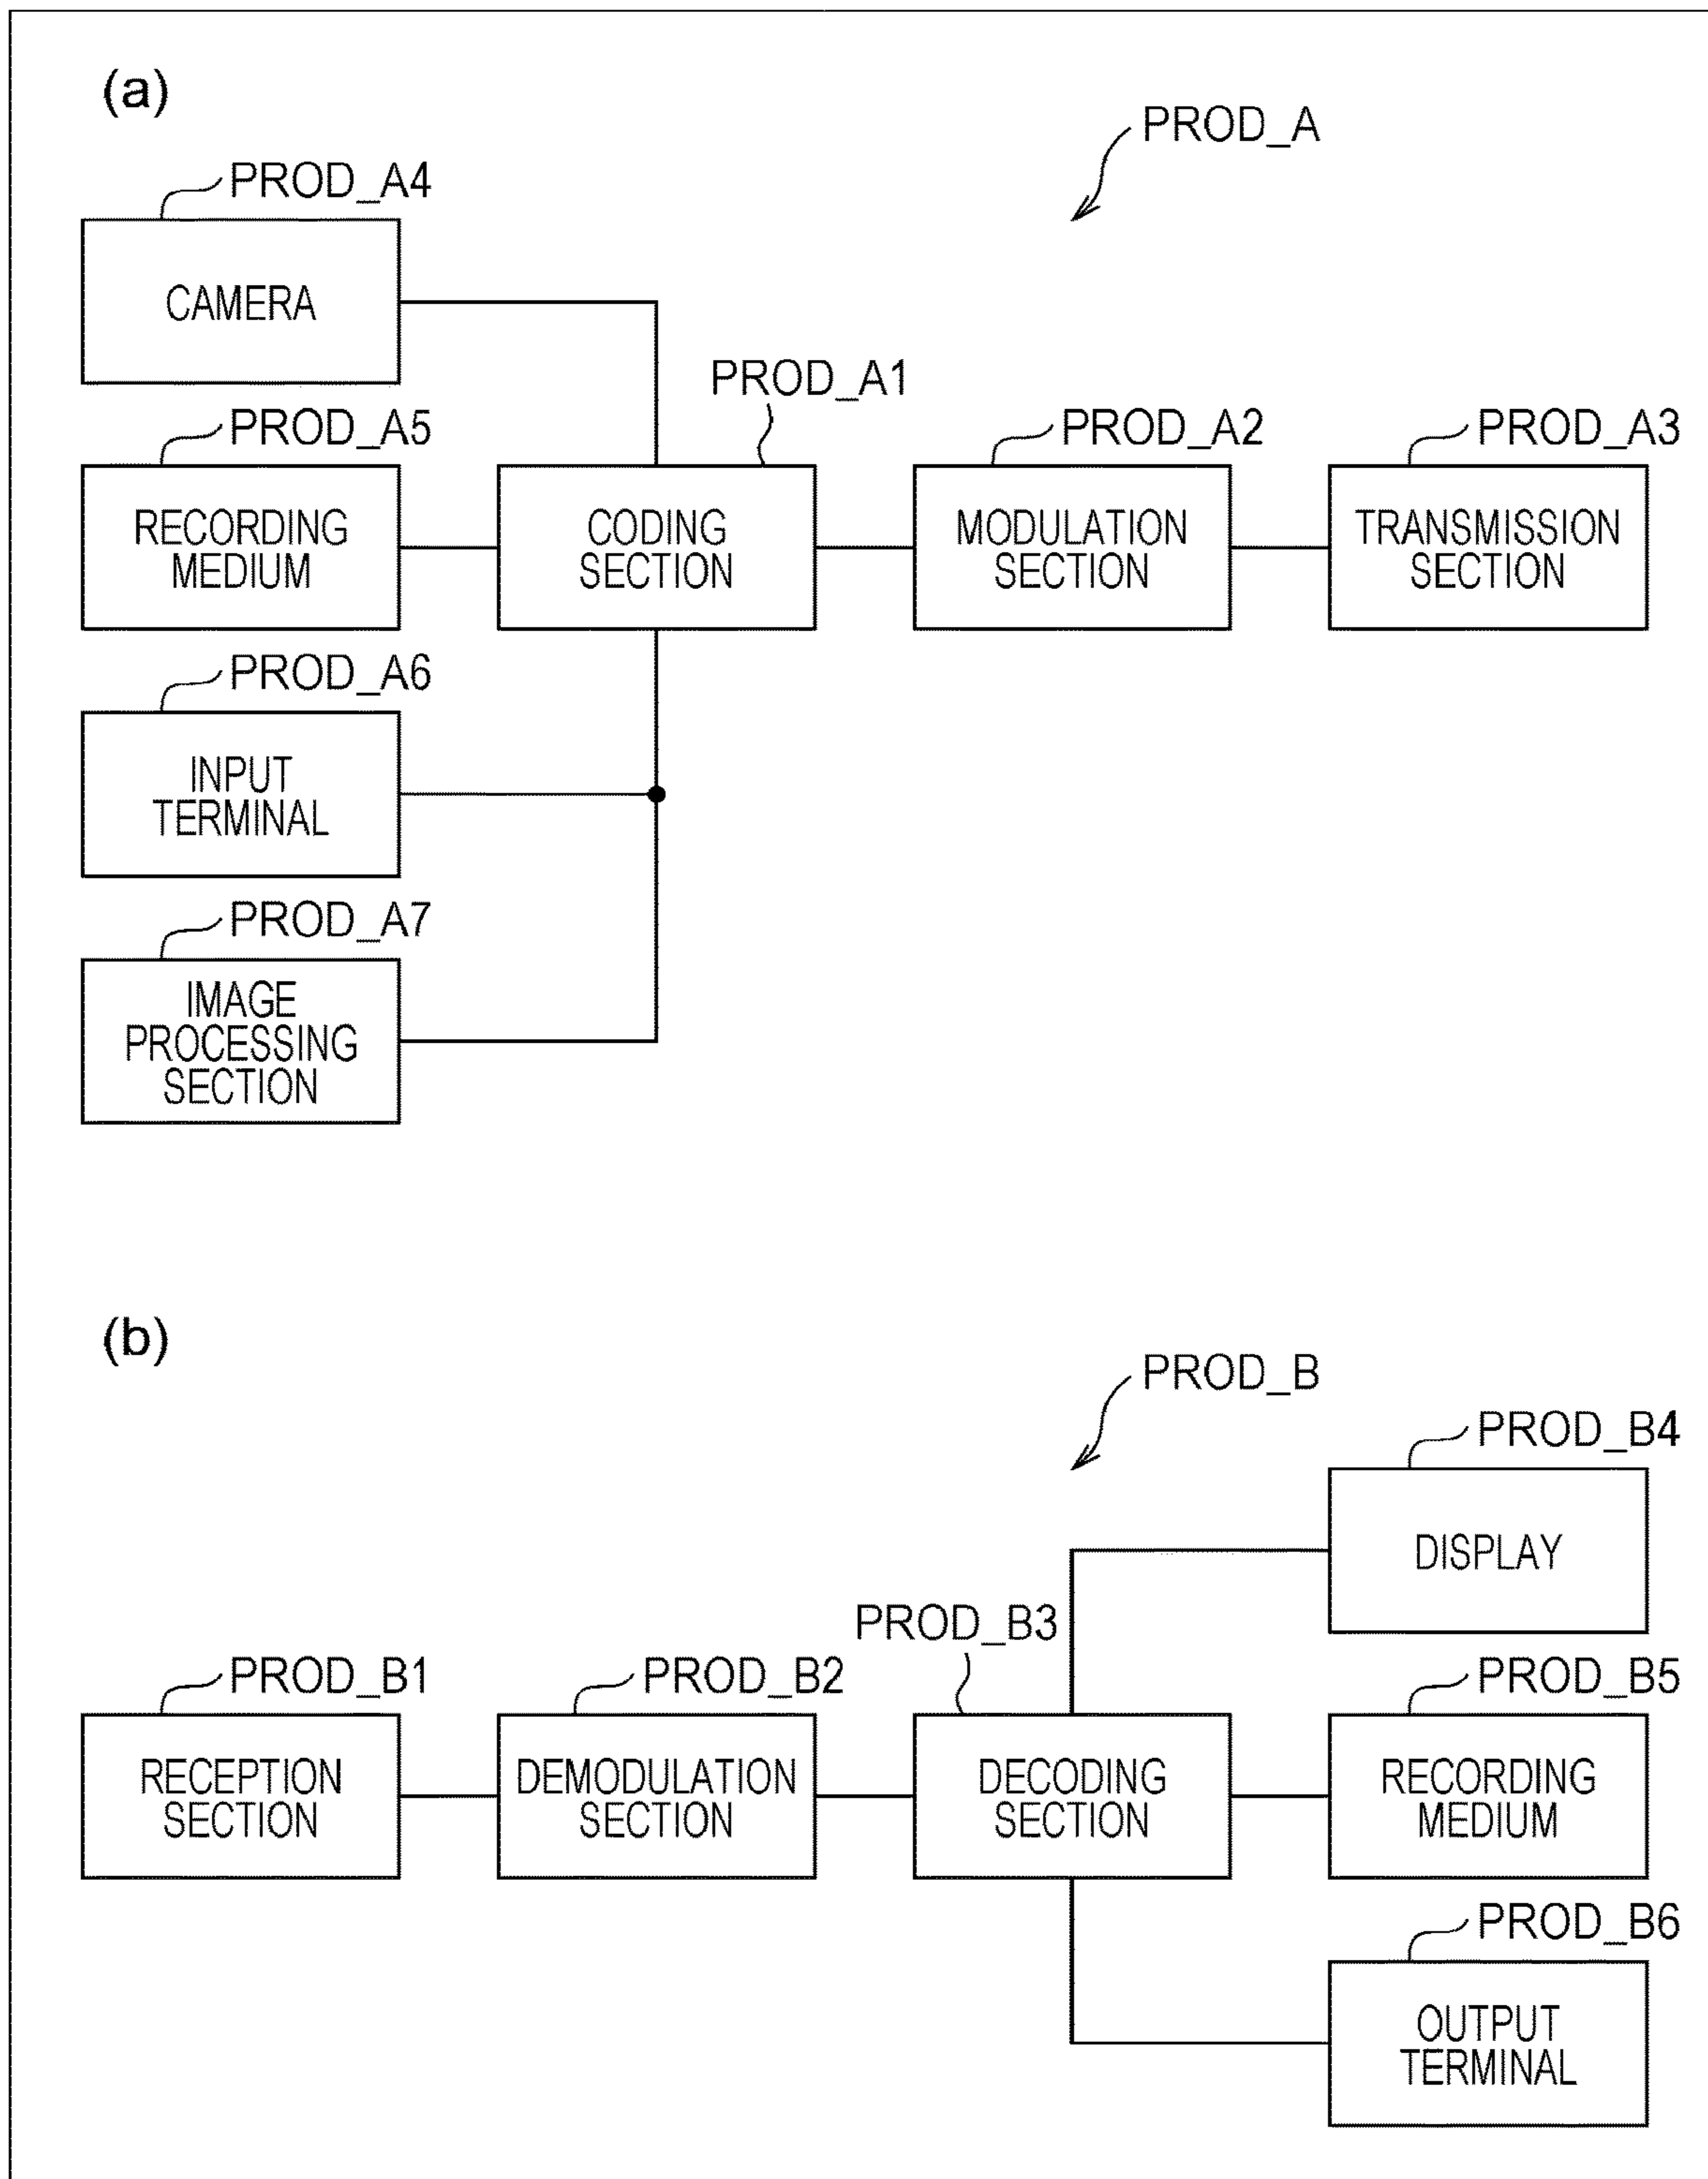 (a)
PROD_A
PROD_A4
CAMERA
PROD_A1
PROD_A5
PROD_A2
PROD_A3
RECORDING
MEDIUM
CODING
SECTION
MODULATION
SECTION
TRANSMISSION
SECTION
PROD_A6
INPUT
TERMINAL
PROD_A7
IMAGE
PROCESSING
SECTION
(b)
PROD_B
PROD_B4
DISPLAY
PROD_B3
PROD_B1
PROD_B2
PROD_B5
RECEPTION
SECTION
DEMODULATION
SECTION
DECODING
SECTION
RECORDING
MEDIUM
PROD_B6
OUTPUT
TERMINAL